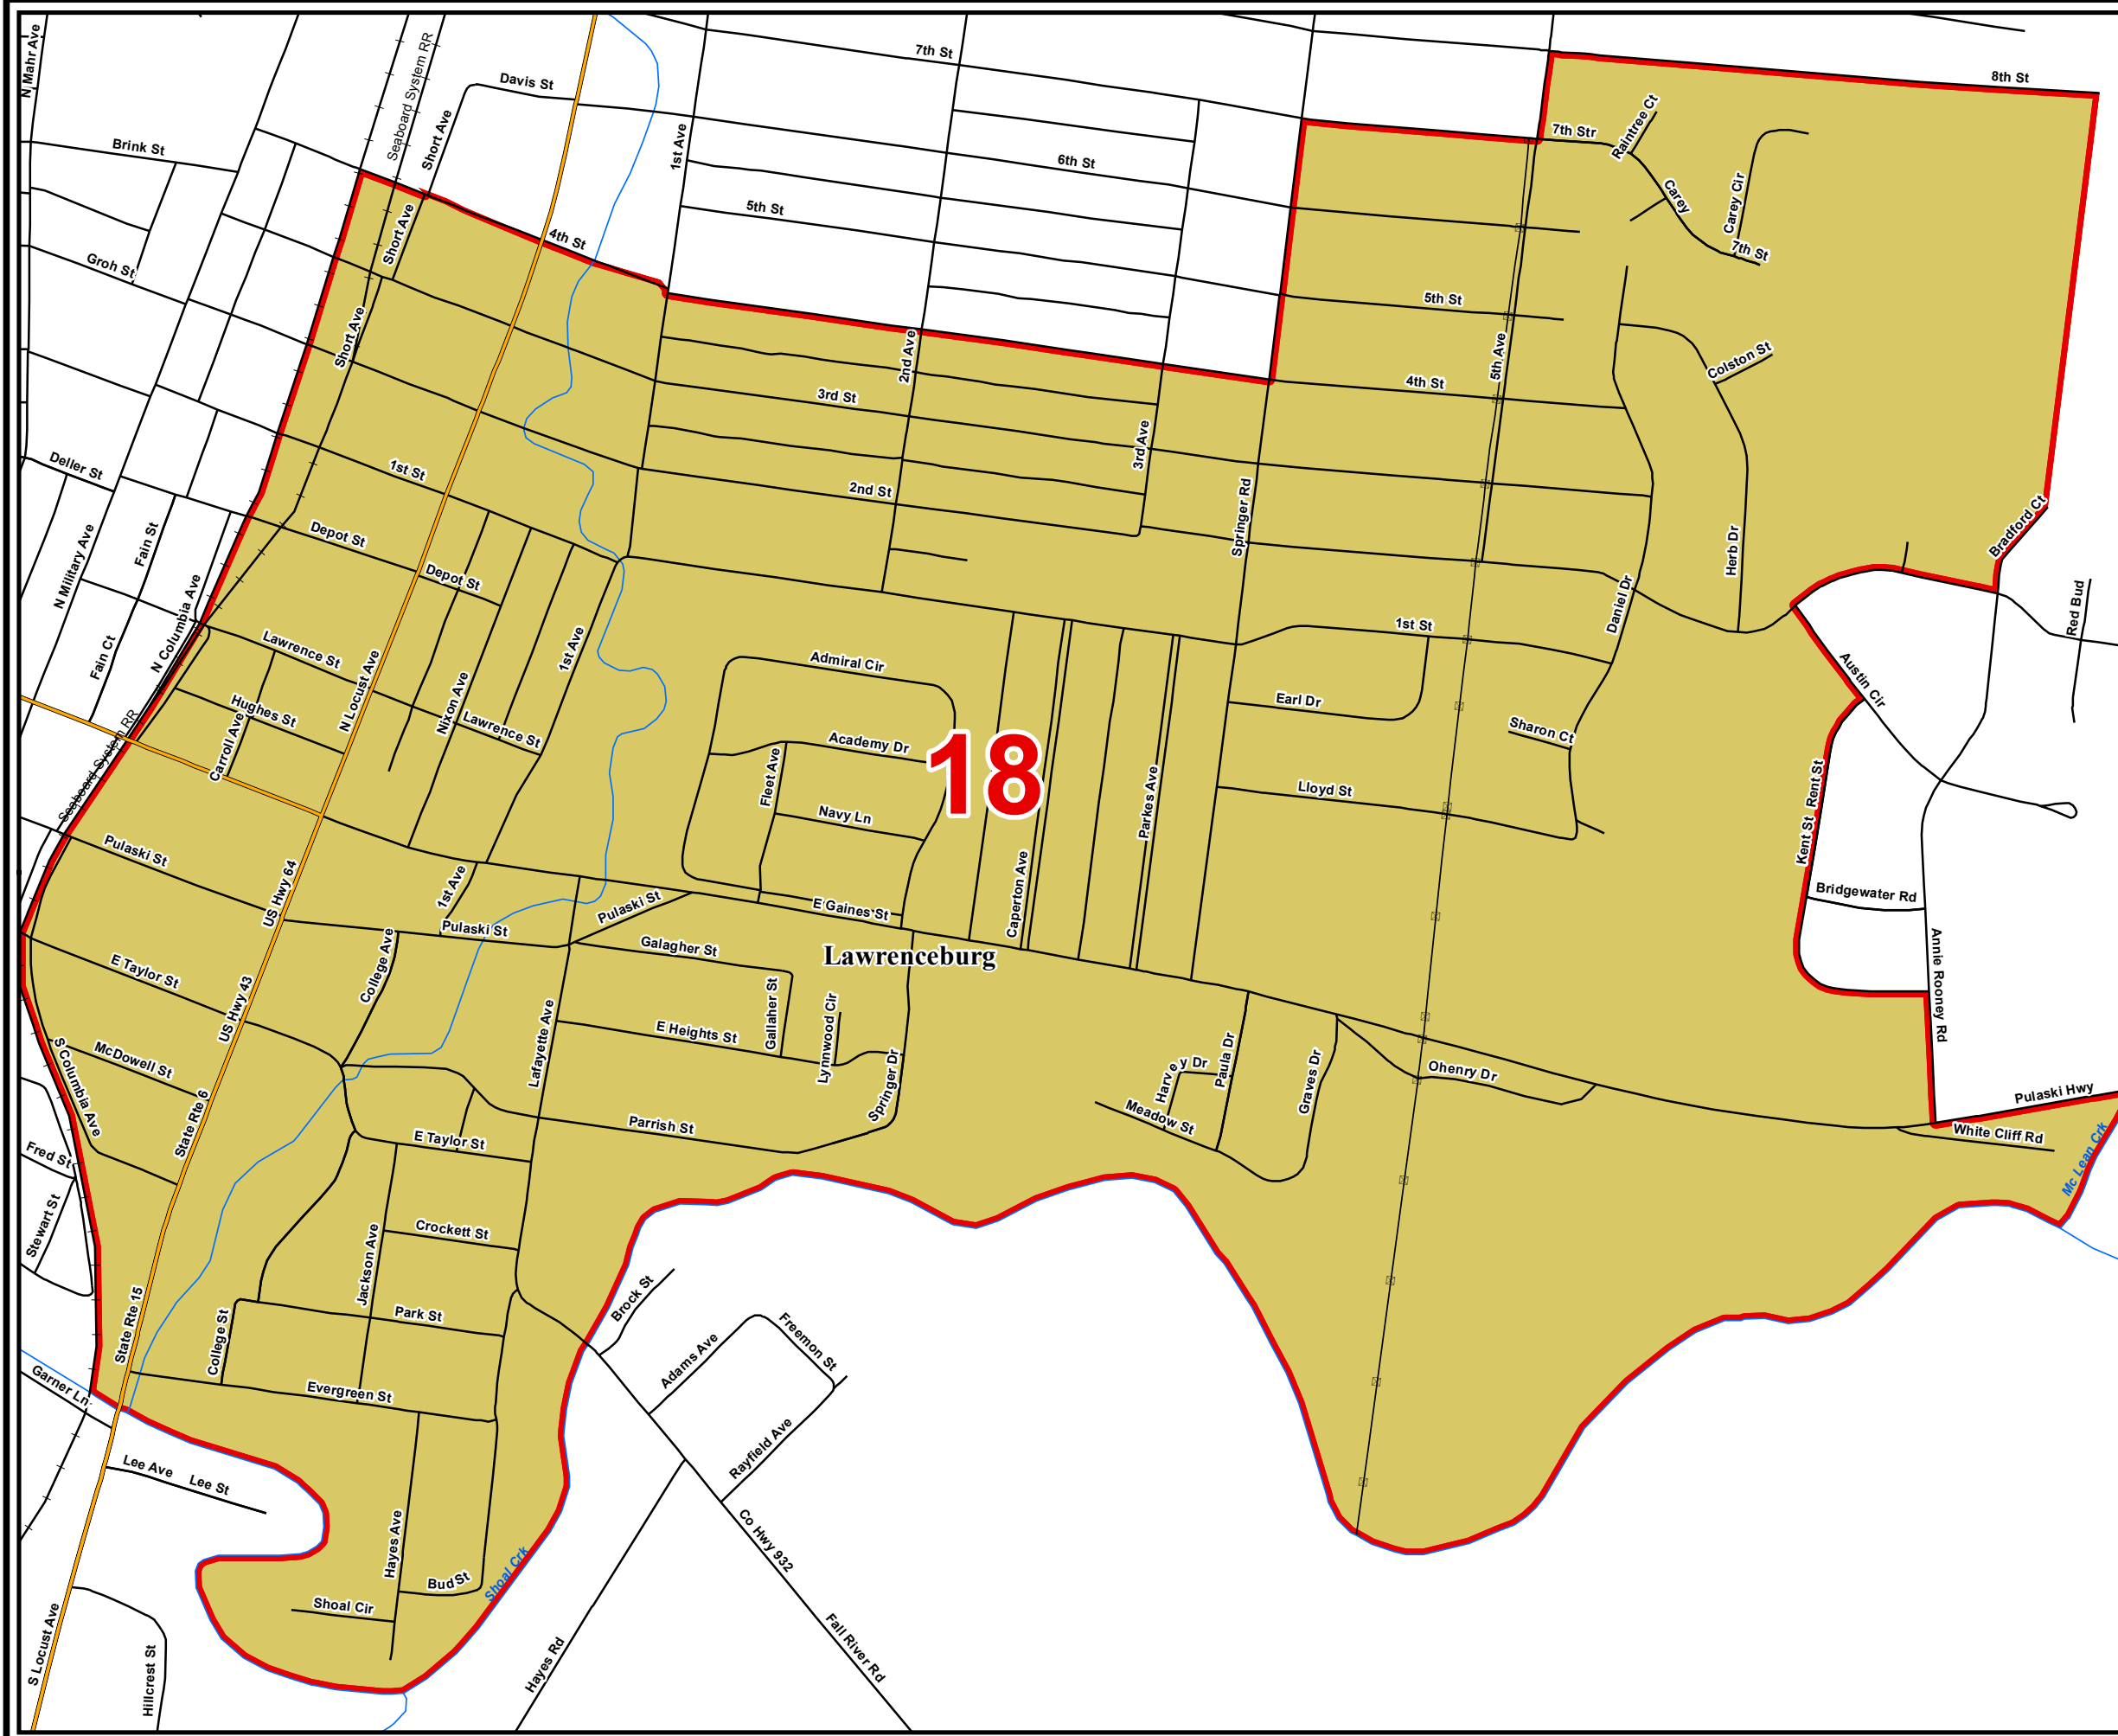 N Mahr Ave
Seaboard System RR
7th St
8th St
Davis St
Short Ave
Brink St
1st Ave
6th St
7th Str
Raintree Ct
Carey
Carey Cir
7th St
5th St
4th St
Short Ave
Groh St
5th St
Short Ave
2nd Ave
5th Ave
Colston St
4th St
3rd St
3rd Ave
Deller St
1st St
2nd St
Springer Rd
Bradford Ct
Fain St
Depot St
Herb Dr
N Military Ave
Depot St
Daniel Dr
Red Bud
N Columbia Ave
Fain Ct
Lawrence St
1st Ave
1st St
Admiral Cir
Austin Cir
N Locust Ave
Hughes St
Nixon Ave
Earl Dr
Carroll Ave
Lawrence St
Academy Dr
Sharon Ct
Seaboard System RR
Fleet Ave
18
Parkes Ave
Lloyd St
Rent St
Kent St
Navy Ln
Pulaski St
US Hwy 64
1st Ave
Caperton Ave
Bridgewater Rd
Pulaski St
E Gaines St
Pulaski St
Galagher St
Lawrenceburg
Annie Rooney Rd
E Taylor St
College Ave
US Hwy 43
Lafayette Ave
Gallaher St
Lynnwood Cir
E Heights St
McDowell St
S Columbia Ave
Springer Dr
Harvey Dr
Paula Dr
Graves Dr
Ohenry Dr
Pulaski Hwy
Meadow St
State Rte 6
Parrish St
White Cliff Rd
E Taylor St
Mc Lean Crk
Fred St
Stewart St
Crockett St
Jackson Ave
Brock St
Park St
State Rte 15
College St
Adams Ave
Freemon St
Garner Ln
Evergreen St
Lee Ave
Lee St
Rayfield Ave
Hayes Ave
Co Hwy 932
Bud St
Shoal Crk
Shoal Cir
S Locust Ave
Hillcrest St
Hayes Rd
Fall River Rd